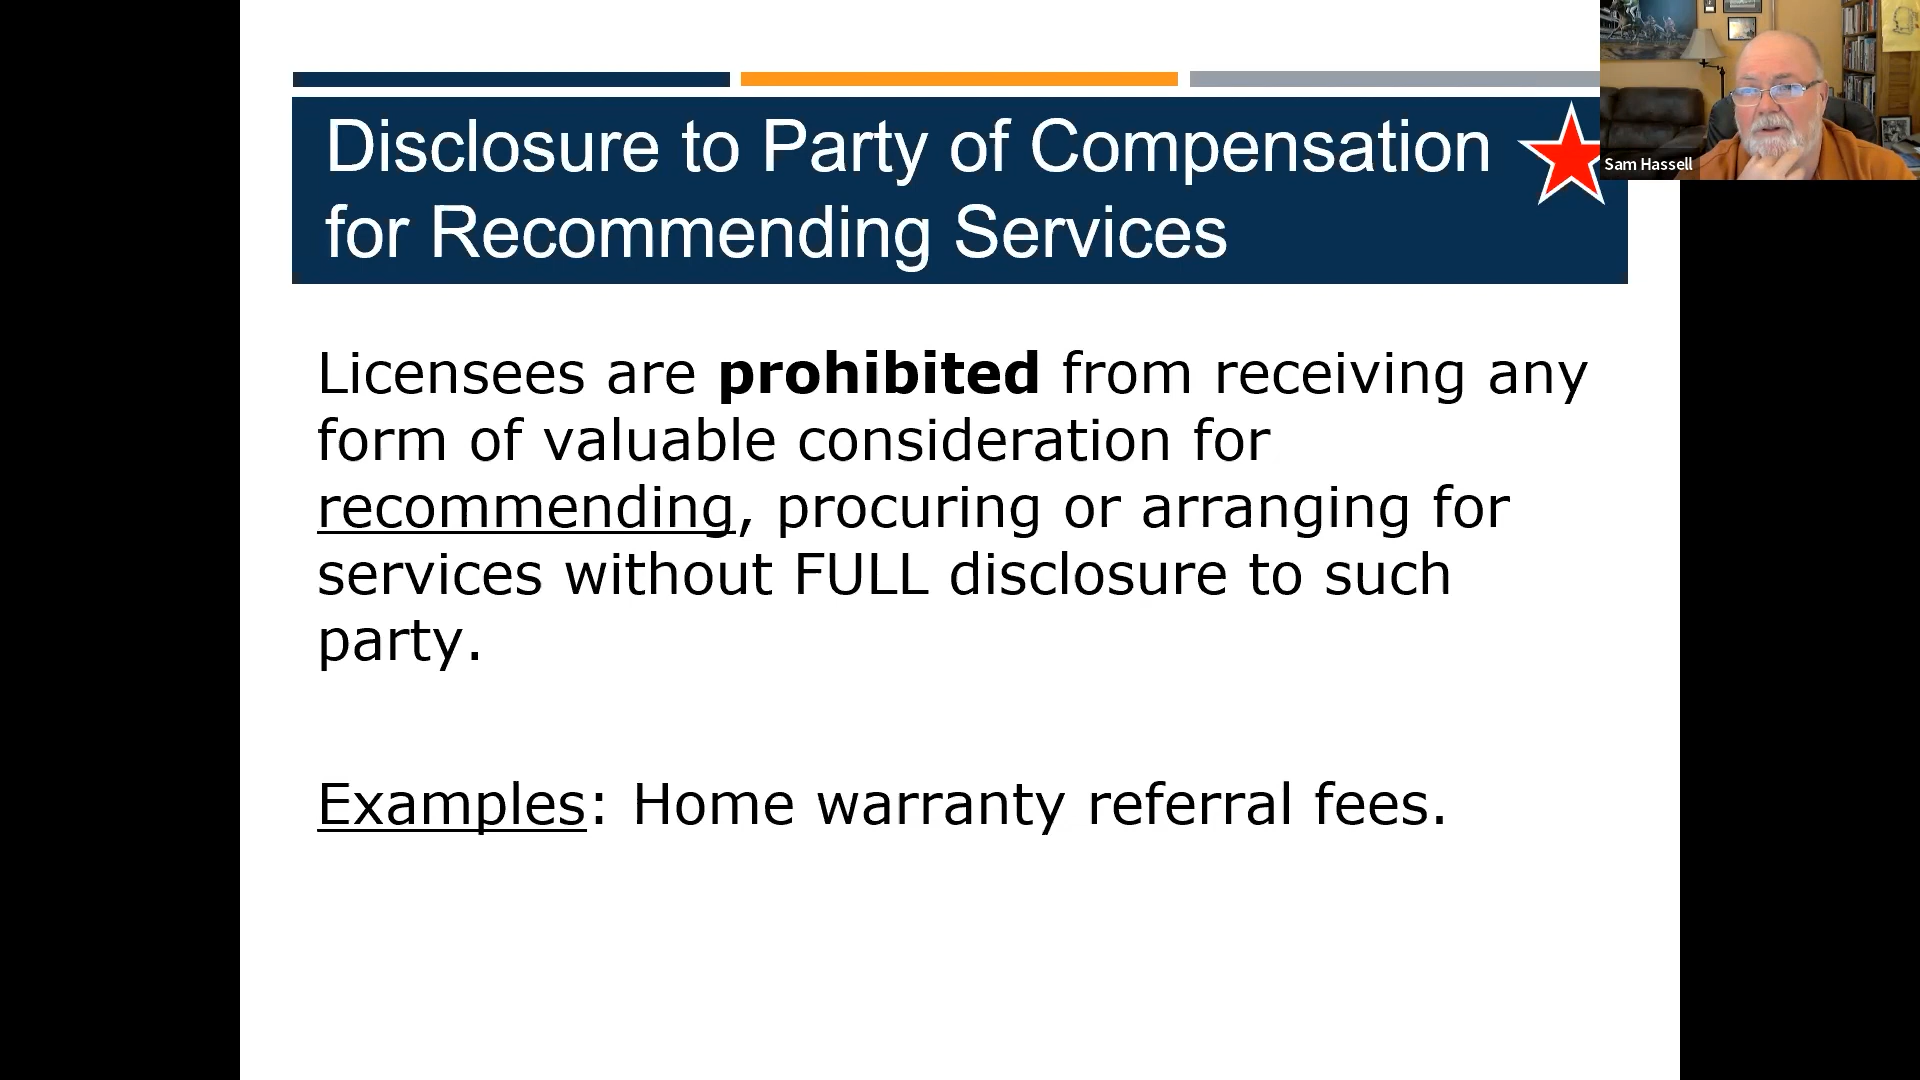 Disclosure to Party of Compensation
for Recommending Services
Sam Hassell
Licensees are prohibited from receiving any
form of valuable consideration for
recommending, procuring or arranging for
services without FULL disclosure to such
party.
Examples: Home warranty referral fees.